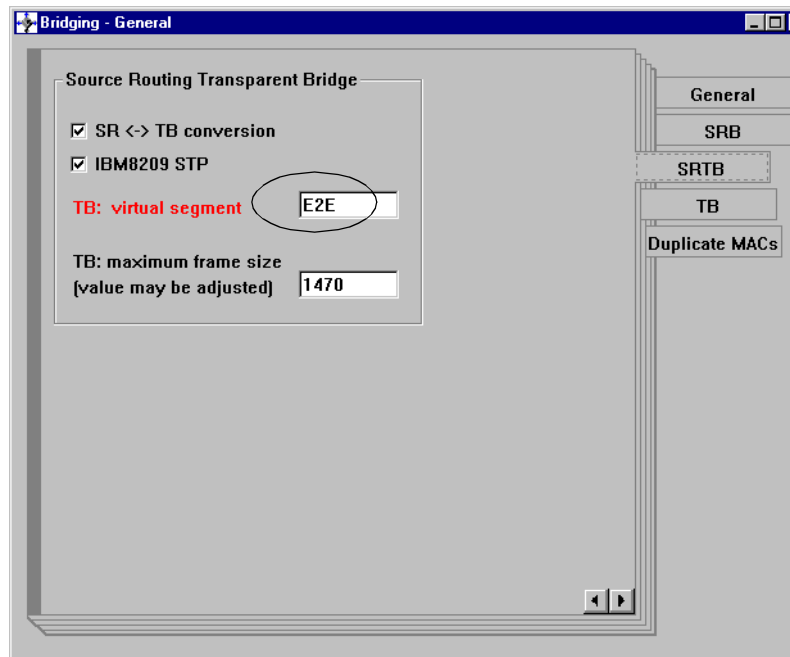 Bridging - General
Source Routing Transparent Bridge
SR <-> TB conversion
IBM8209 STP
TB: virtual segment
E2E
TB: maximum frame size
(value may be adjusted)
1470
General
SRB
SRTB
TB
Duplicate MACs